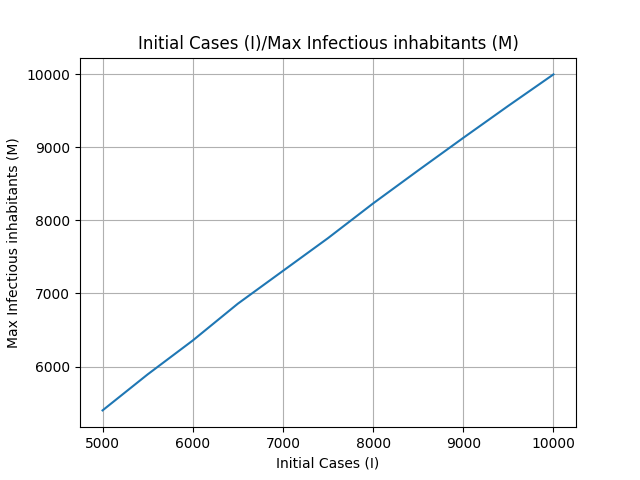 Initial Cases (I)/Max Infectious inhabitants (M)
10000
9000
8000
7000
6000
Max Infectious inhabitants (M)
5000 6000 7000 8000 9000 10000
Initial Cases (I)